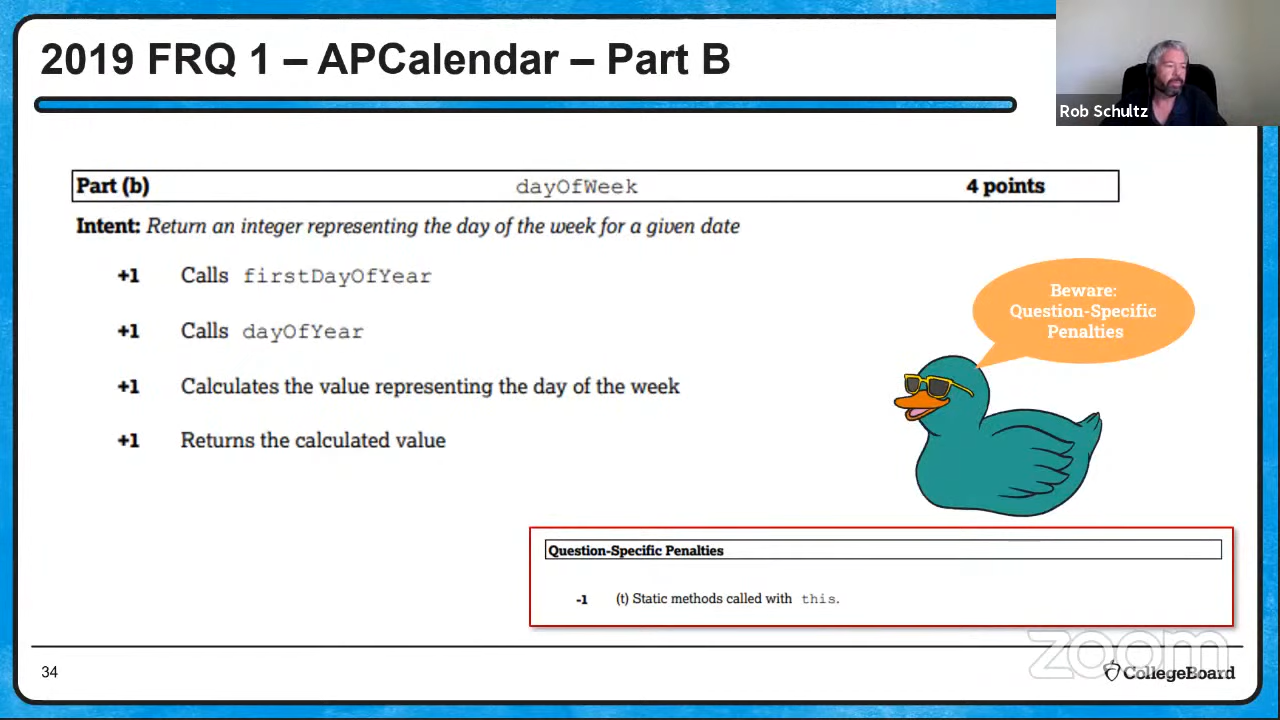 2019 FRQ 1 – APCalendar – Part B
Rob Schultz
Part (b) dayOfWeek 4 points
Intent: Return an integer representing the day of the week for a given date
+1 Calls firstDayOfYear
+1 Calls dayOfYear
+1 Calculates the value representing the day of the week
+1 Returns the calculated value
Beware:
Question-Specific
Penalties
Question-Specific Penalties
-1 (t) Static methods called with this.
zoom
34
CollegeBoard